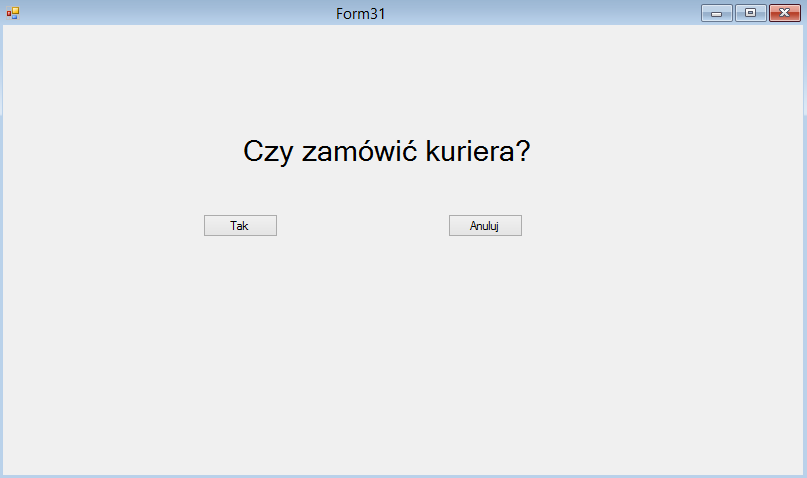 Form31
Czy zamówić kuriera?
Tak
Anuluj